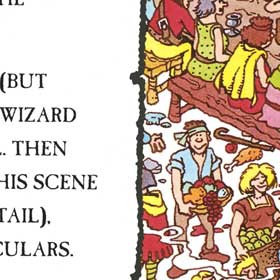 (BUT
WIZARD
. THEN
HIS SCENE
TAIL).
CULARS.